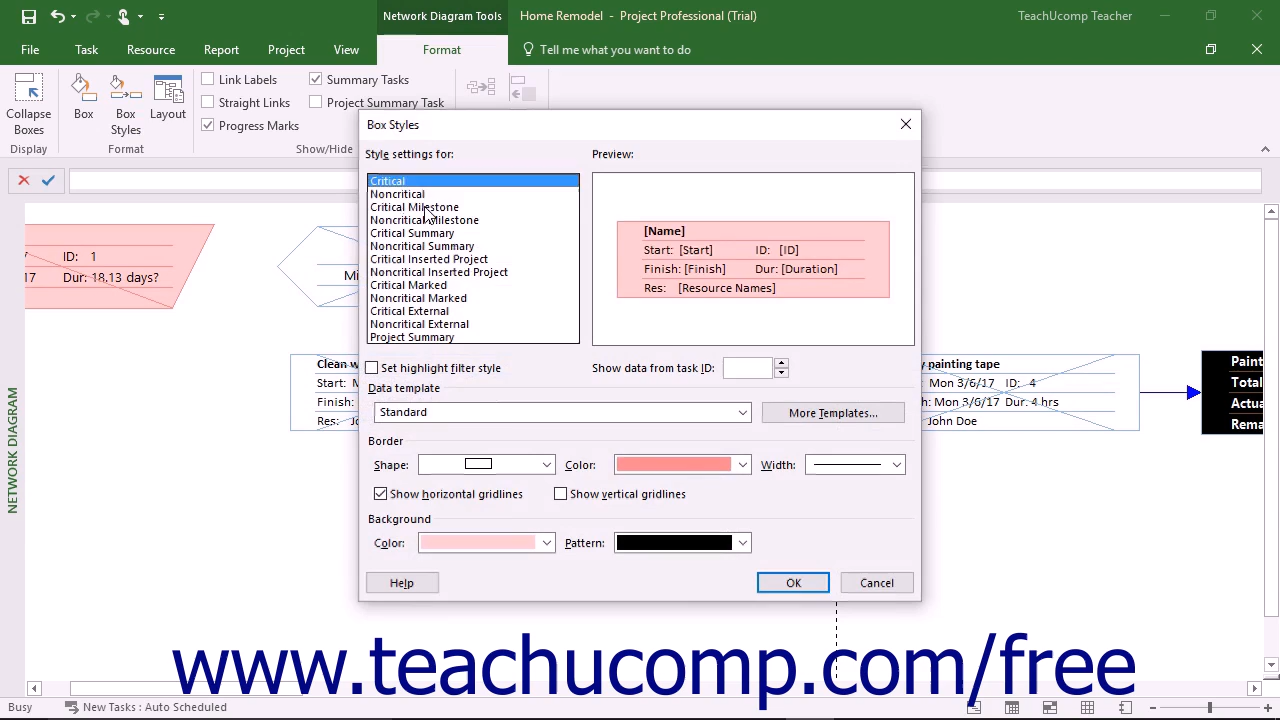 Network Diagram Tools
Home Remodel - Project Professional (Trial)
TeachUcomp Teacher
File Task Resource Report Project View Format Tell me what you want to do
Collapse Boxes
Box
Box Styles
Layout
Link Labels
Straight Links
Progress Marks
Summary Tasks
Project Summary Task
Display Format Show/Hide
NETWORK DIAGRAM
ID: 1
17 Dur: 18.13 days?
Mi
Clean w
Start: M
Finish:
Res: Jo
Box Styles
Style settings for:
Critical
Noncritical
Critical Milestone
Noncritical Milestone
Critical Summary
Noncritical Summary
Critical Inserted Project
Noncritical Inserted Project
Critical Marked
Noncritical Marked
Critical External
Noncritical External
Project Summary
Preview:
[Name]
Start: [Start] ID: [ID]
Finish: [Finish] Dur: [Duration]
Res: [Resource Names]
Set highlight filter style
Show data from task ID:
Data template
Standard
More Templates...
Border
Shape: Color: Width:
Show horizontal gridlines Show vertical gridlines
Background
Color: Pattern:
Help OK Cancel
painting tape
Mon 3/6/17 ID: 4
h: Mon 3/6/17 Dur: 4 hrs
John Doe
Paint
Total
Actua
Rema
www.teachucomp.com/free
Busy New Tasks : Auto Scheduled